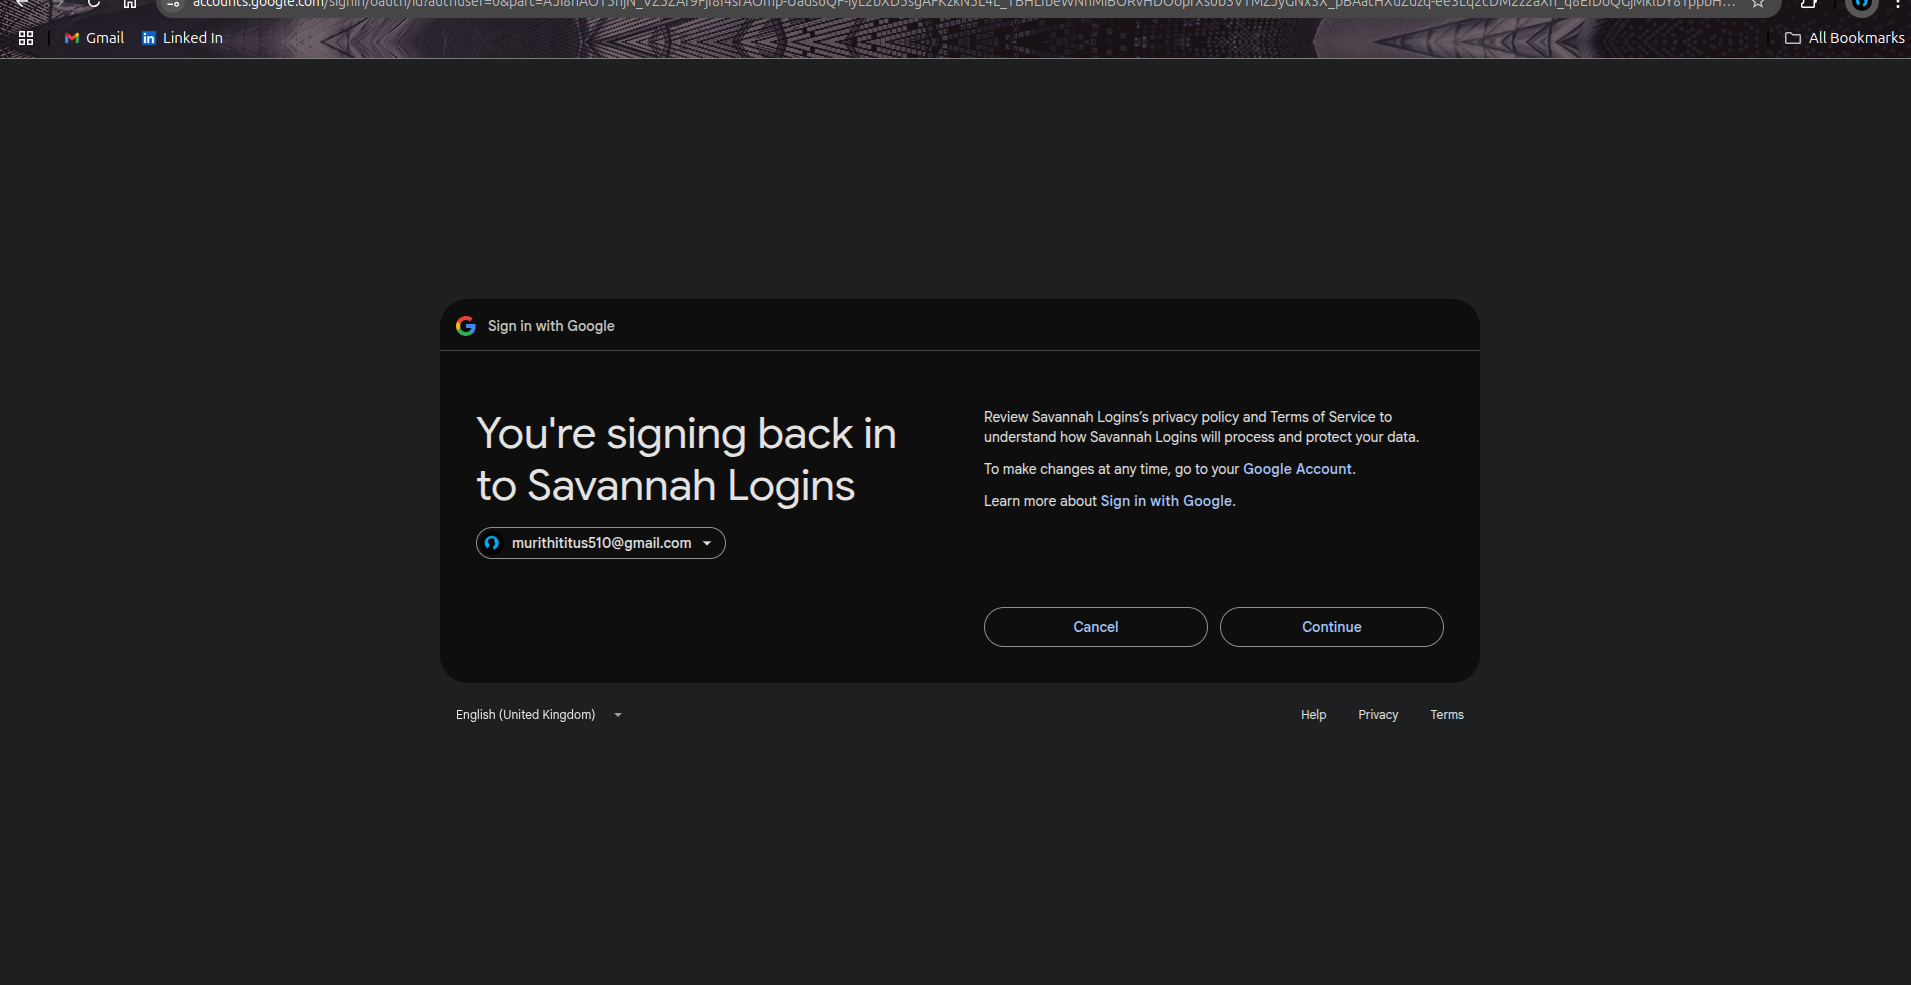 accounts.google.com/signin/oauth/id?authuser=0&part=
Gmail
Linked In
All Bookmarks
Sign in with Google
You're signing back in
to Savannah Logins
murithititus510@gmail.com
Review Savannah Logins’s privacy policy and Terms of Service to
understand how Savannah Logins will process and protect your data.
To make changes at any time, go to your Google Account.
Learn more about Sign in with Google.
Cancel
Continue
English (United Kingdom)
Help
Privacy
Terms